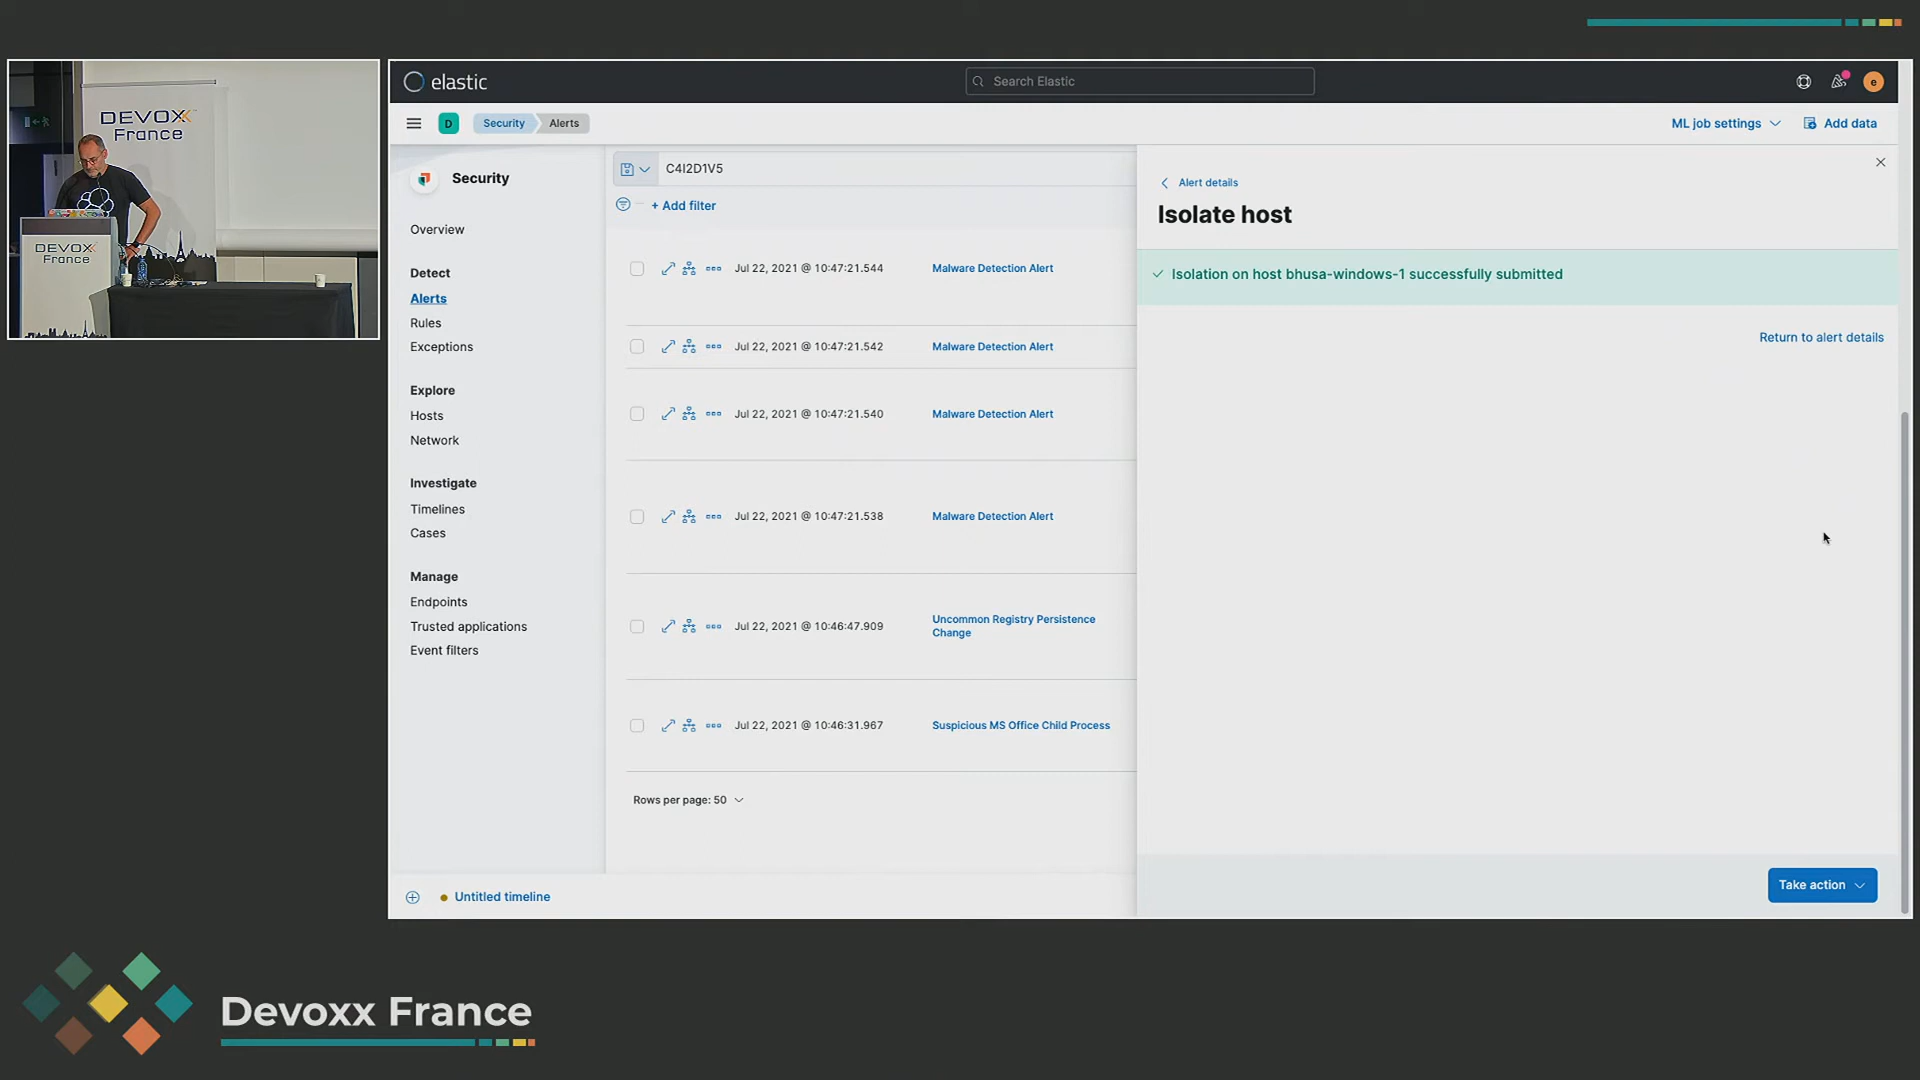 DEVOXX
France
DEVOXX
France
elastic
Search Elastic
e
D
Security
Alerts
ML job settings
Add data
Security
Overview
Detect
Alerts
Rules
Exceptions
Explore
Hosts
Network
Investigate
Timelines
Cases
Manage
Endpoints
Trusted applications
Event filters
C4I2D1V5
+ Add filter
Jul 22, 2021 @ 10:47:21.544
Malware Detection Alert
Jul 22, 2021 @ 10:47:21.542
Malware Detection Alert
Jul 22, 2021 @ 10:47:21.540
Malware Detection Alert
Jul 22, 2021 @ 10:47:21.538
Malware Detection Alert
Jul 22, 2021 @ 10:46:47.909
Uncommon Registry Persistence
Change
Jul 22, 2021 @ 10:46:31.967
Suspicious MS Office Child Process
Rows per page: 50
Untitled timeline
Alert details
Isolate host
Isolation on host bhusa-windows-1 successfully submitted
Return to alert details
Take action
Devoxx France